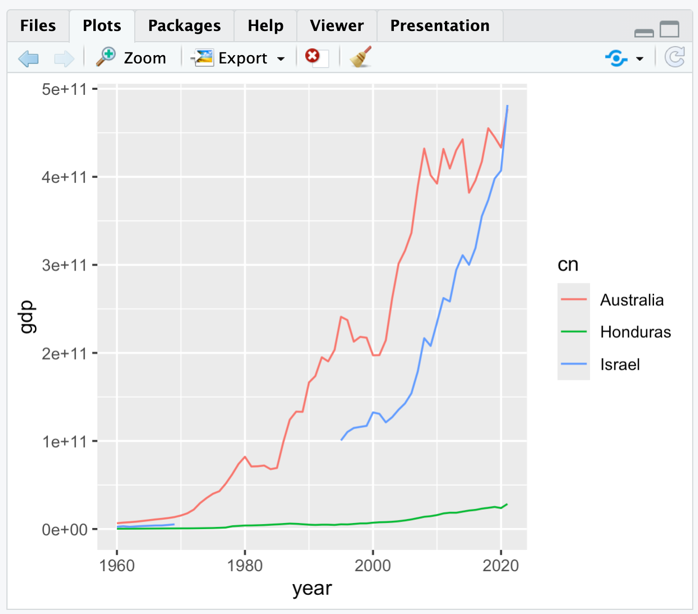 Files Plots Packages Help Viewer Presentation
Zoom Export
5e+11
4e+11
3e+11
2e+11
1e+11
0e+00
gdp
1960 1980 2000 2020
year
cn
Australia
Honduras
Israel